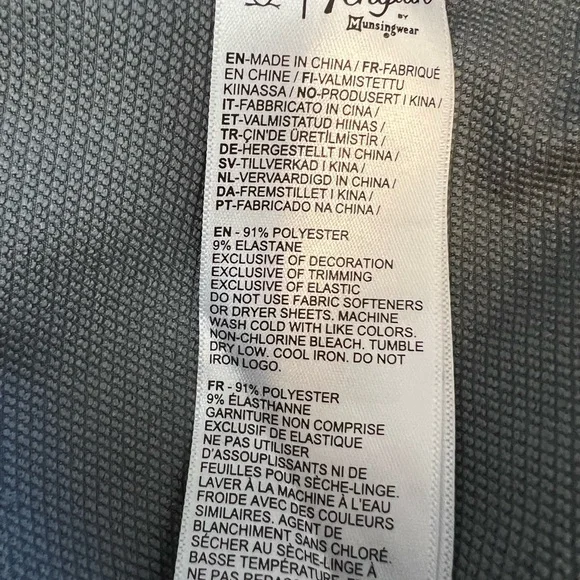 Penguin
BY
Munsingwear
EN-MADE IN CHINA / FR-FABRIQUÉ
EN CHINE / FI-VALMISTETTU
KIINASSA / NO-PRODUSERT I KINA /
IT-FABBRICATO IN CINA /
ET-VALMISTATUD HIINAS /
TR-ÇIN'DE ÜRETİLMİSTİR /
DE-HERGESTELLT IN CHINA /
SV-TILLVERKAD I KINA /
NL-VERVAARDIGD IN CHINA /
DA-FREMSTILLET I KINA /
PT-FABRICADO NA CHINA /
EN - 91% POLYESTER
9% ELASTANE
EXCLUSIVE OF DECORATION
EXCLUSIVE OF TRIMMING
EXCLUSIVE OF ELASTIC
DO NOT USE FABRIC SOFTENERS
OR DRYER SHEETS. MACHINE
WASH COLD WITH LIKE COLORS.
NON-CHLORINE BLEACH. TUMBLE
DRY LOW. COOL IRON. DO NOT
IRON LOGO.
FR - 91% POLYESTER
9% ÉLASTHANNE
GARNITURE NON COMPRISE
EXCLUSIF DE ELASTIQUE
NE PAS UTILISER
D'ASSOUPLISSANTS NI DE
FEUILLES POUR SÈCHE-LINGE.
LAVER À LA MACHINE À L'EAU
FROIDE AVEC DES COULEURS
SIMILAIRES. AGENT DE
BLANCHIMENT SANS CHLORÉ.
SÉCHER AU SÈCHE-LINGE À
BASSE TEMPÉRATURE.
NE PAS